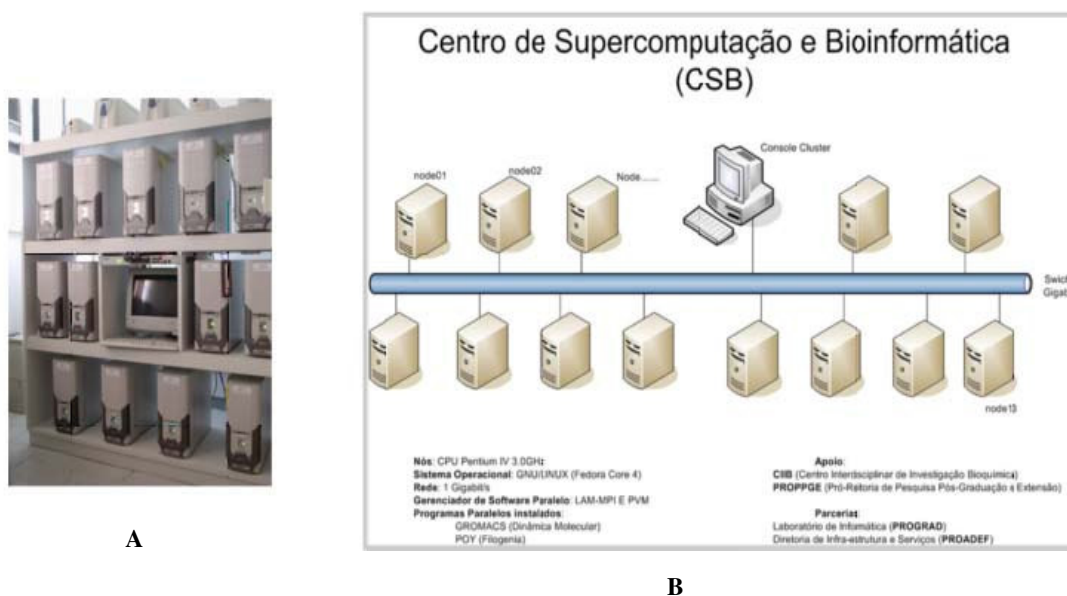 Centro de Supercomputação e Bioinformática
(CSB)
Console Cluster
node01
node02
Node......
Swich
Gigab
node13
Nós: CPU Pentium IV 3.0GHz
Sistema Operacional: GNU/LINUX (Fedora Core 4)
Rede: 1 Gigabit/s
Gerenciador de Software Paralelo: LAM-MPI E PVM
Programas Paralelos instalados:
GROMACS (Dinâmica Molecular)
POY (Filogenia)
Apoio:
CIIB (Centro Interdisciplinar de Investigação Bioquímica)
PROPPGE (Pró-Reitoria de Pesquisa Pós-Graduação e Extensão)
Parcerias:
Laboratório de Informática (PROGRAD)
Diretoria de Infra-estrutura e Serviços (PROADEF)
A
B